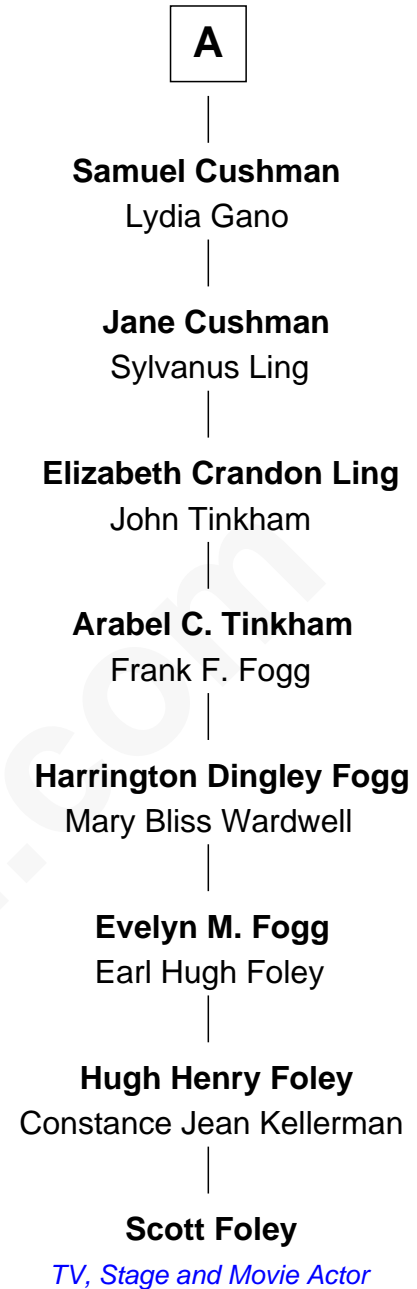 A
Samuel Cushman
Lydia Gano
Jane Cushman
Sylvanus Ling
Elizabeth Crandon Ling
John Tinkham
Arabel C. Tinkham
Frank F. Fogg
Harrington Dingley Fogg
Mary Bliss Wardwell
Evelyn M. Fogg
Earl Hugh Foley
Hugh Henry Foley
Constance Jean Kellerman
Scott Foley
TV, Stage and Movie Actor